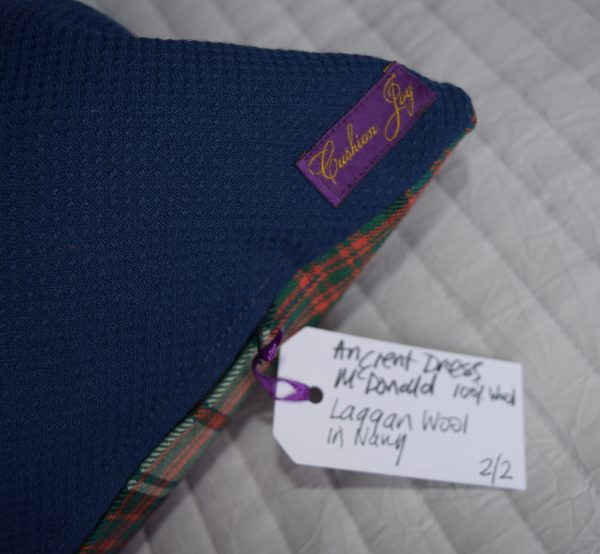 Cushion Joy
Ancient Dress
McDonald 100% Wool
Laggan Wool
in Navy
2/2